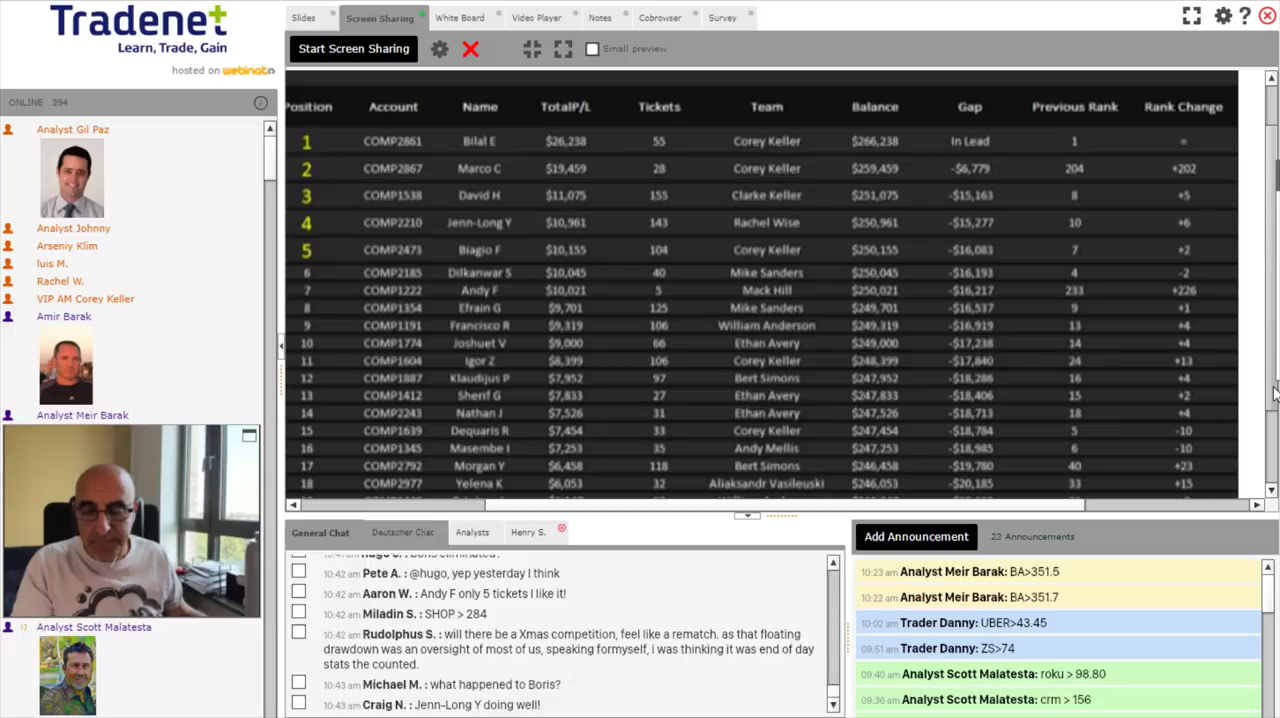 Tradenet+
Learn, Trade, Gain
hosted on webinato
Slides
Screen Sharing
White Board
Video Player
Notes
Cobrowser
Survey
Start Screen Sharing
Small preview
ONLINE 394
Analyst Gil Paz
Analyst Johnny
Arseniy Klim
luis M.
Rachel W.
VIP AM Corey Keller
Amir Barak
Analyst Meir Barak
Analyst Scott Malatesta
Position Account Name TotalP/L Tickets Team Balance Gap Previous Rank Rank Change
1 COMP2861 Bilal E $26,238 55 Corey Keller $266,238 In Lead 1 =
2 COMP2867 Marco C $19,459 28 Corey Keller $259,459 -$6,779 204 +202
3 COMP1538 David H $11,075 155 Clarke Keller $251,075 -$15,163 8 +5
4 COMP2210 Jenn-Long Y $10,961 143 Rachel Wise $250,961 -$15,277 10 +6
5 COMP2473 Biagio F $10,155 104 Corey Keller $250,155 -$16,083 7 +2
6 COMP2185 Dilkanwar S $10,045 40 Mike Sanders $250,045 -$16,193 4 -2
7 COMP1222 Andy F $10,021 5 Mack Hill $250,021 -$16,217 233 +226
8 COMP1354 Efrain G $9,701 125 Mike Sanders $249,701 -$16,537 9 +1
9 COMP1191 Francisco R $9,319 106 William Anderson $249,319 -$16,919 13 +4
10 COMP1774 Joshuet V $9,000 66 Ethan Avery $249,000 -$17,238 14 +4
11 COMP1604 Igor Z $8,399 106 Corey Keller $248,399 -$17,840 24 +13
12 COMP1887 Klaudijus P $7,952 97 Bert Simons $247,952 -$18,286 16 +4
13 COMP1412 Sherif G $7,833 27 Ethan Avery $247,833 -$18,406 15 +2
14 COMP2243 Nathan J $7,526 31 Ethan Avery $247,526 -$18,713 18 +4
15 COMP1639 Dequaris R $7,454 33 Corey Keller $247,454 -$18,784 5 -10
16 COMP1345 Masembe I $7,253 35 Andy Mellis $247,253 -$18,985 6 -10
17 COMP2792 Morgan Y $6,458 118 Bert Simons $246,458 -$19,780 40 +23
18 COMP2977 Yelena K $6,053 32 Aliaksandr Vasileuski $246,053 -$20,185 33 +15
General Chat
Deutscher Chat
Analysts
Henry S.
10:42 am Pete A. : @hugo, yep yesterday I think
10:42 am Aaron W. : Andy F only 5 tickets I like it!
10:42 am Miladin S. : SHOP > 284
10:42 am Rudolphus S. : will there be a Xmas competition, feel like a rematch. as that floating
drawdown was an oversight of most of us, speaking formyself, i was thinking it was end of day
stats the counted.
10:43 am Michael M. : what happened to Boris?
10:43 am Craig N. : Jenn-Long Y doing well!
Add Announcement
23 Announcements
10:23 am Analyst Meir Barak: BA>351.5
10:22 am Analyst Meir Barak: BA>351.7
10:02 am Trader Danny: UBER>43.45
09:51 am Trader Danny: ZS>74
09:40 am Analyst Scott Malatesta: roku > 98.80
09:36 am Analyst Scott Malatesta: crm > 156